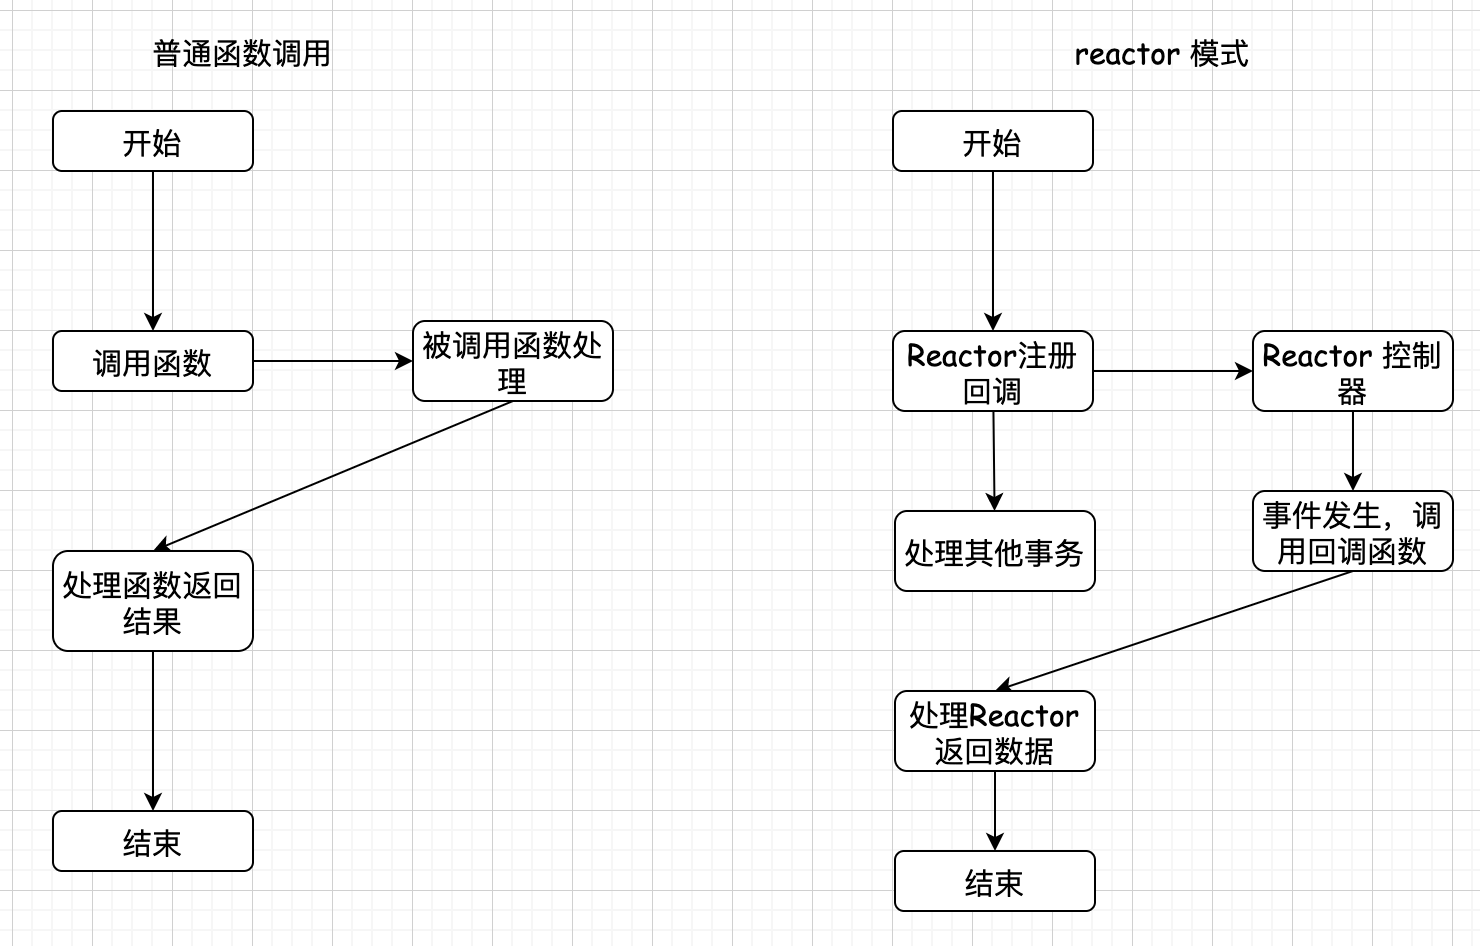 普通函数调用
开始
调用函数
被调用函数处
理
处理函数返回
结果
结束
reactor 模式
开始
Reactor注册
回调
Reactor 控制
器
处理其他事务
事件发生，调
用回调函数
处理Reactor
返回数据
结束